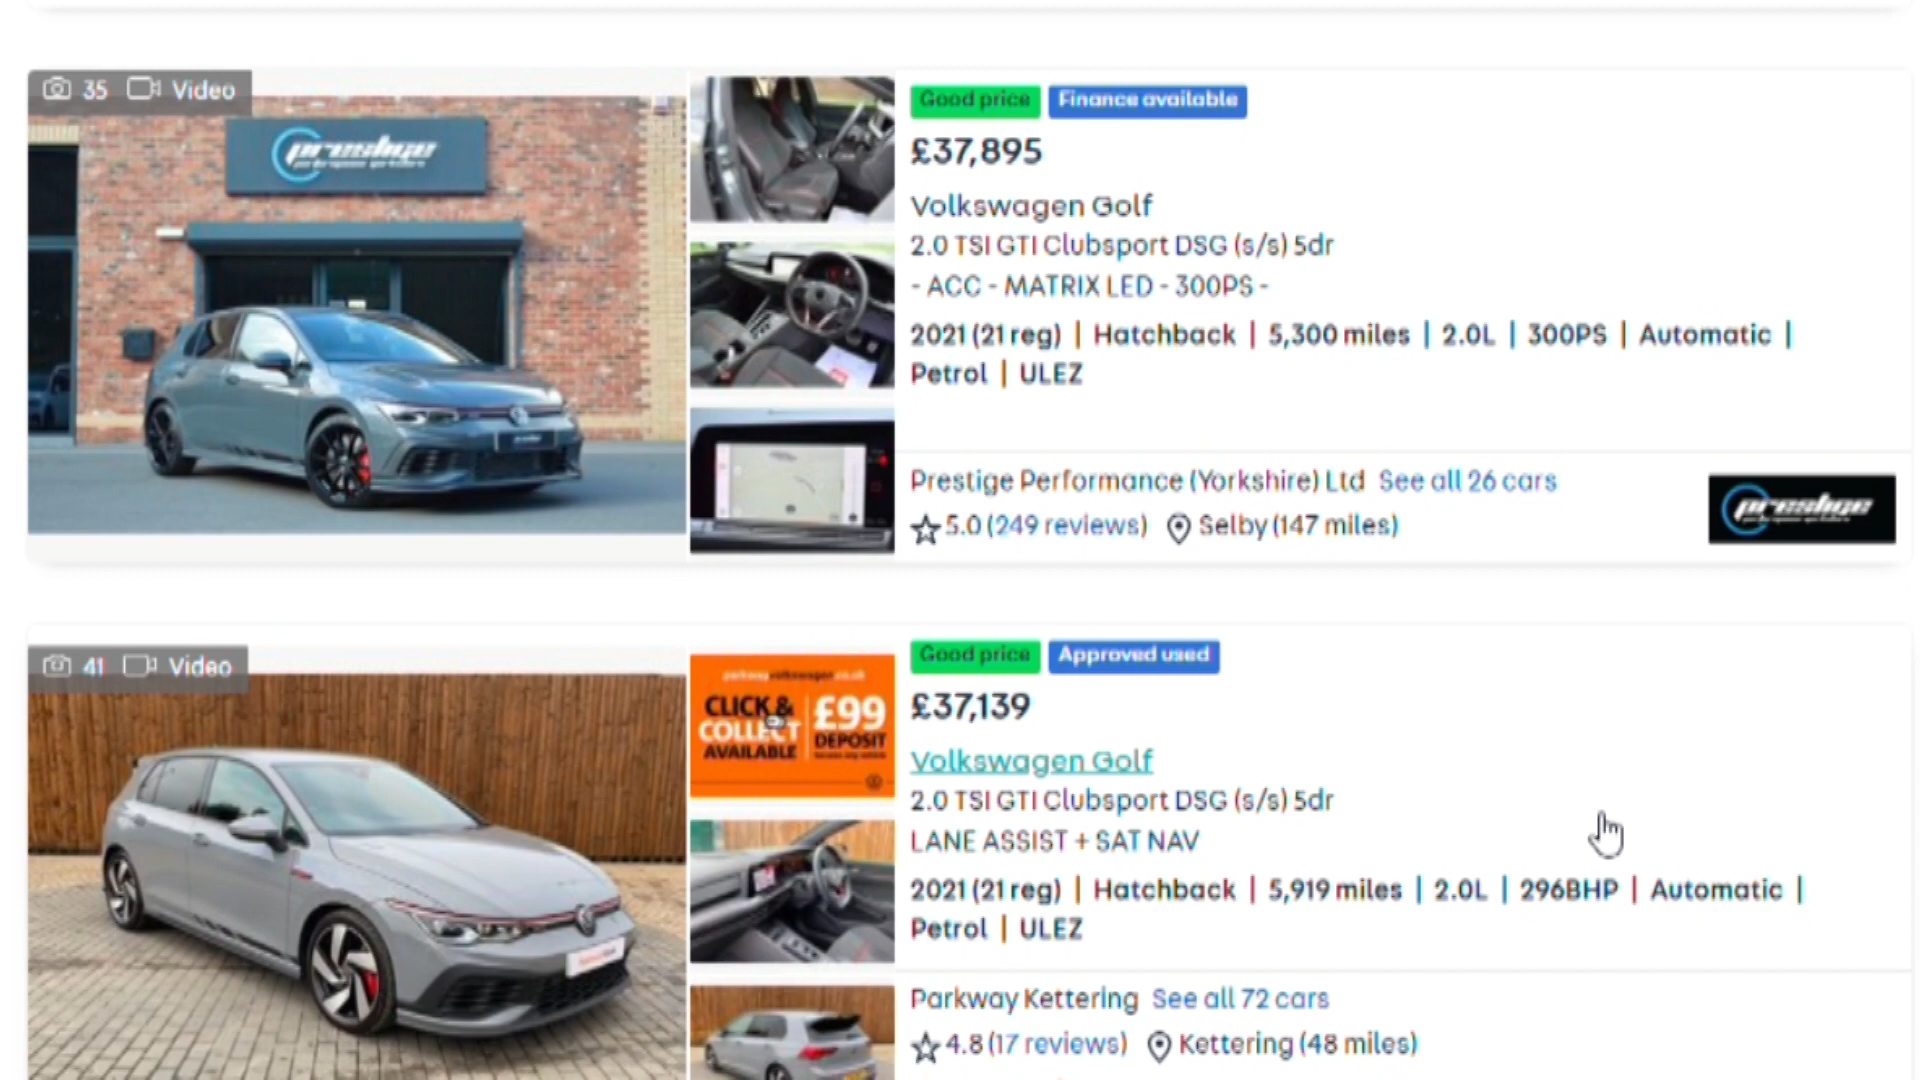 35 Video
prestige
Good price Finance available
£37,895
Volkswagen Golf
2.0 TSI GTI Clubsport DSG (s/s) 5dr
- ACC - MATRIX LED - 300PS -
2021 (21 reg) | Hatchback | 5,300 miles | 2.0L | 300PS | Automatic |
Petrol | ULEZ
Prestige Performance (Yorkshire) Ltd See all 26 cars
5.0 (249 reviews) Selby (147 miles)
prestige
41 Video
CLICK &
COLLECT
AVAILABLE
£99
DEPOSIT
Good price Approved used
£37,139
Volkswagen Golf
2.0 TSI GTI Clubsport DSG (s/s) 5dr
LANE ASSIST + SAT NAV
2021 (21 reg) | Hatchback | 5,919 miles | 2.0L | 296BHP | Automatic |
Petrol | ULEZ
Parkway Kettering See all 72 cars
4.8 (17 reviews) Kettering (48 miles)